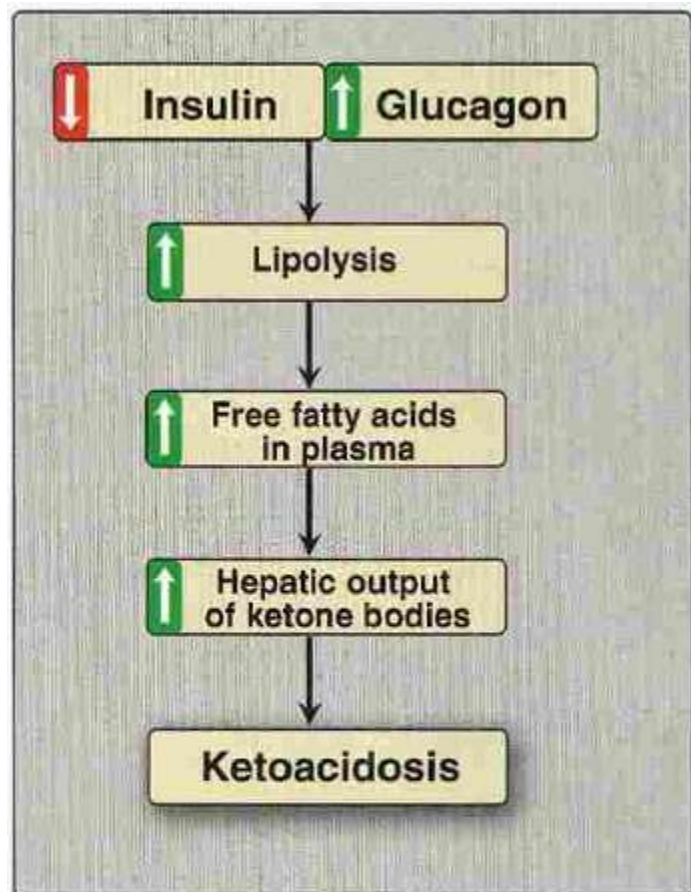 Insulin Glucagon
Lipolysis
Free fatty acids
in plasma
Hepatic output
of ketone bodies
Ketoacidosis